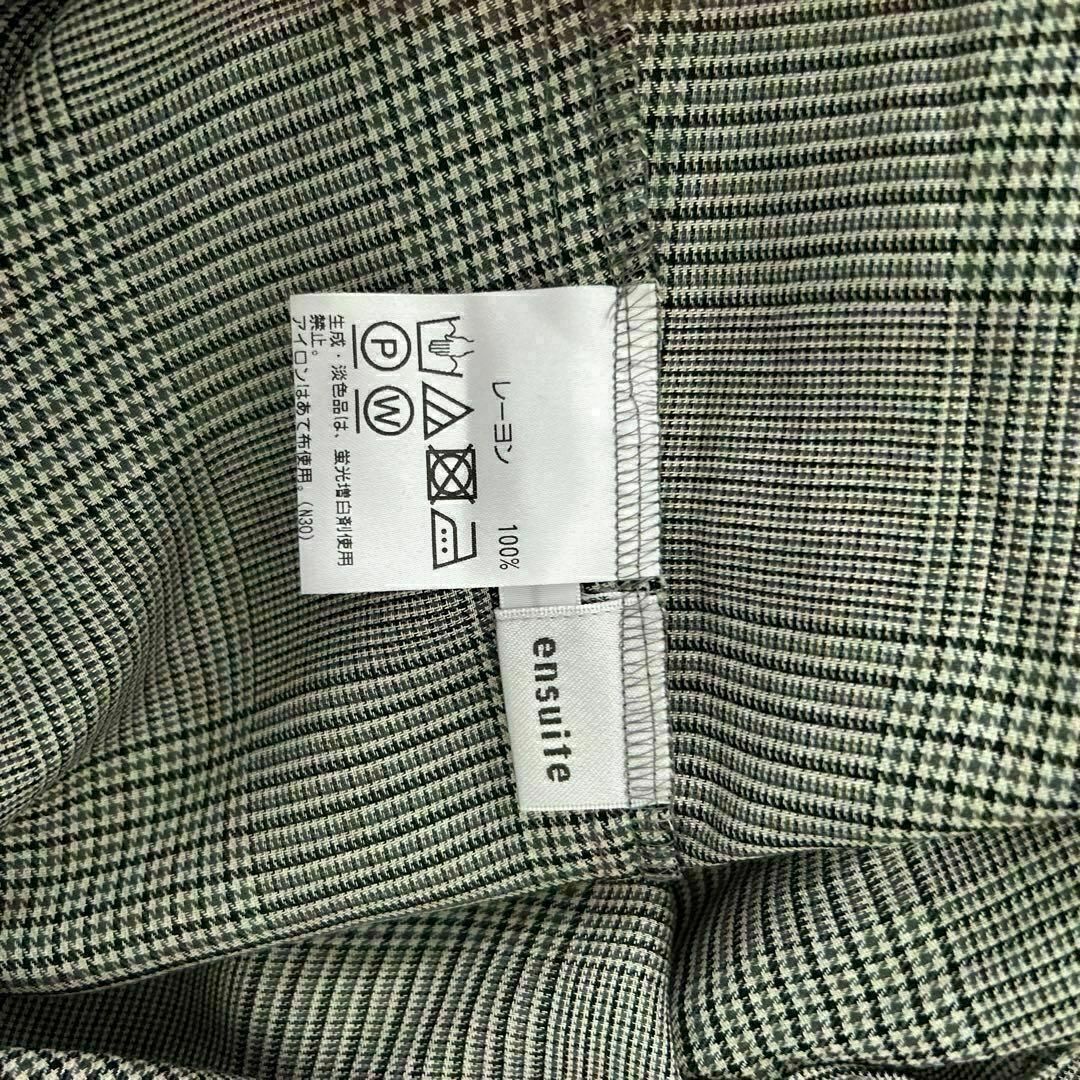 レーヨン 100%
P W
生成・淡色品は、蛍光増白剤使用
禁止。
アイロンはあて布使用。(N30)
ensuite